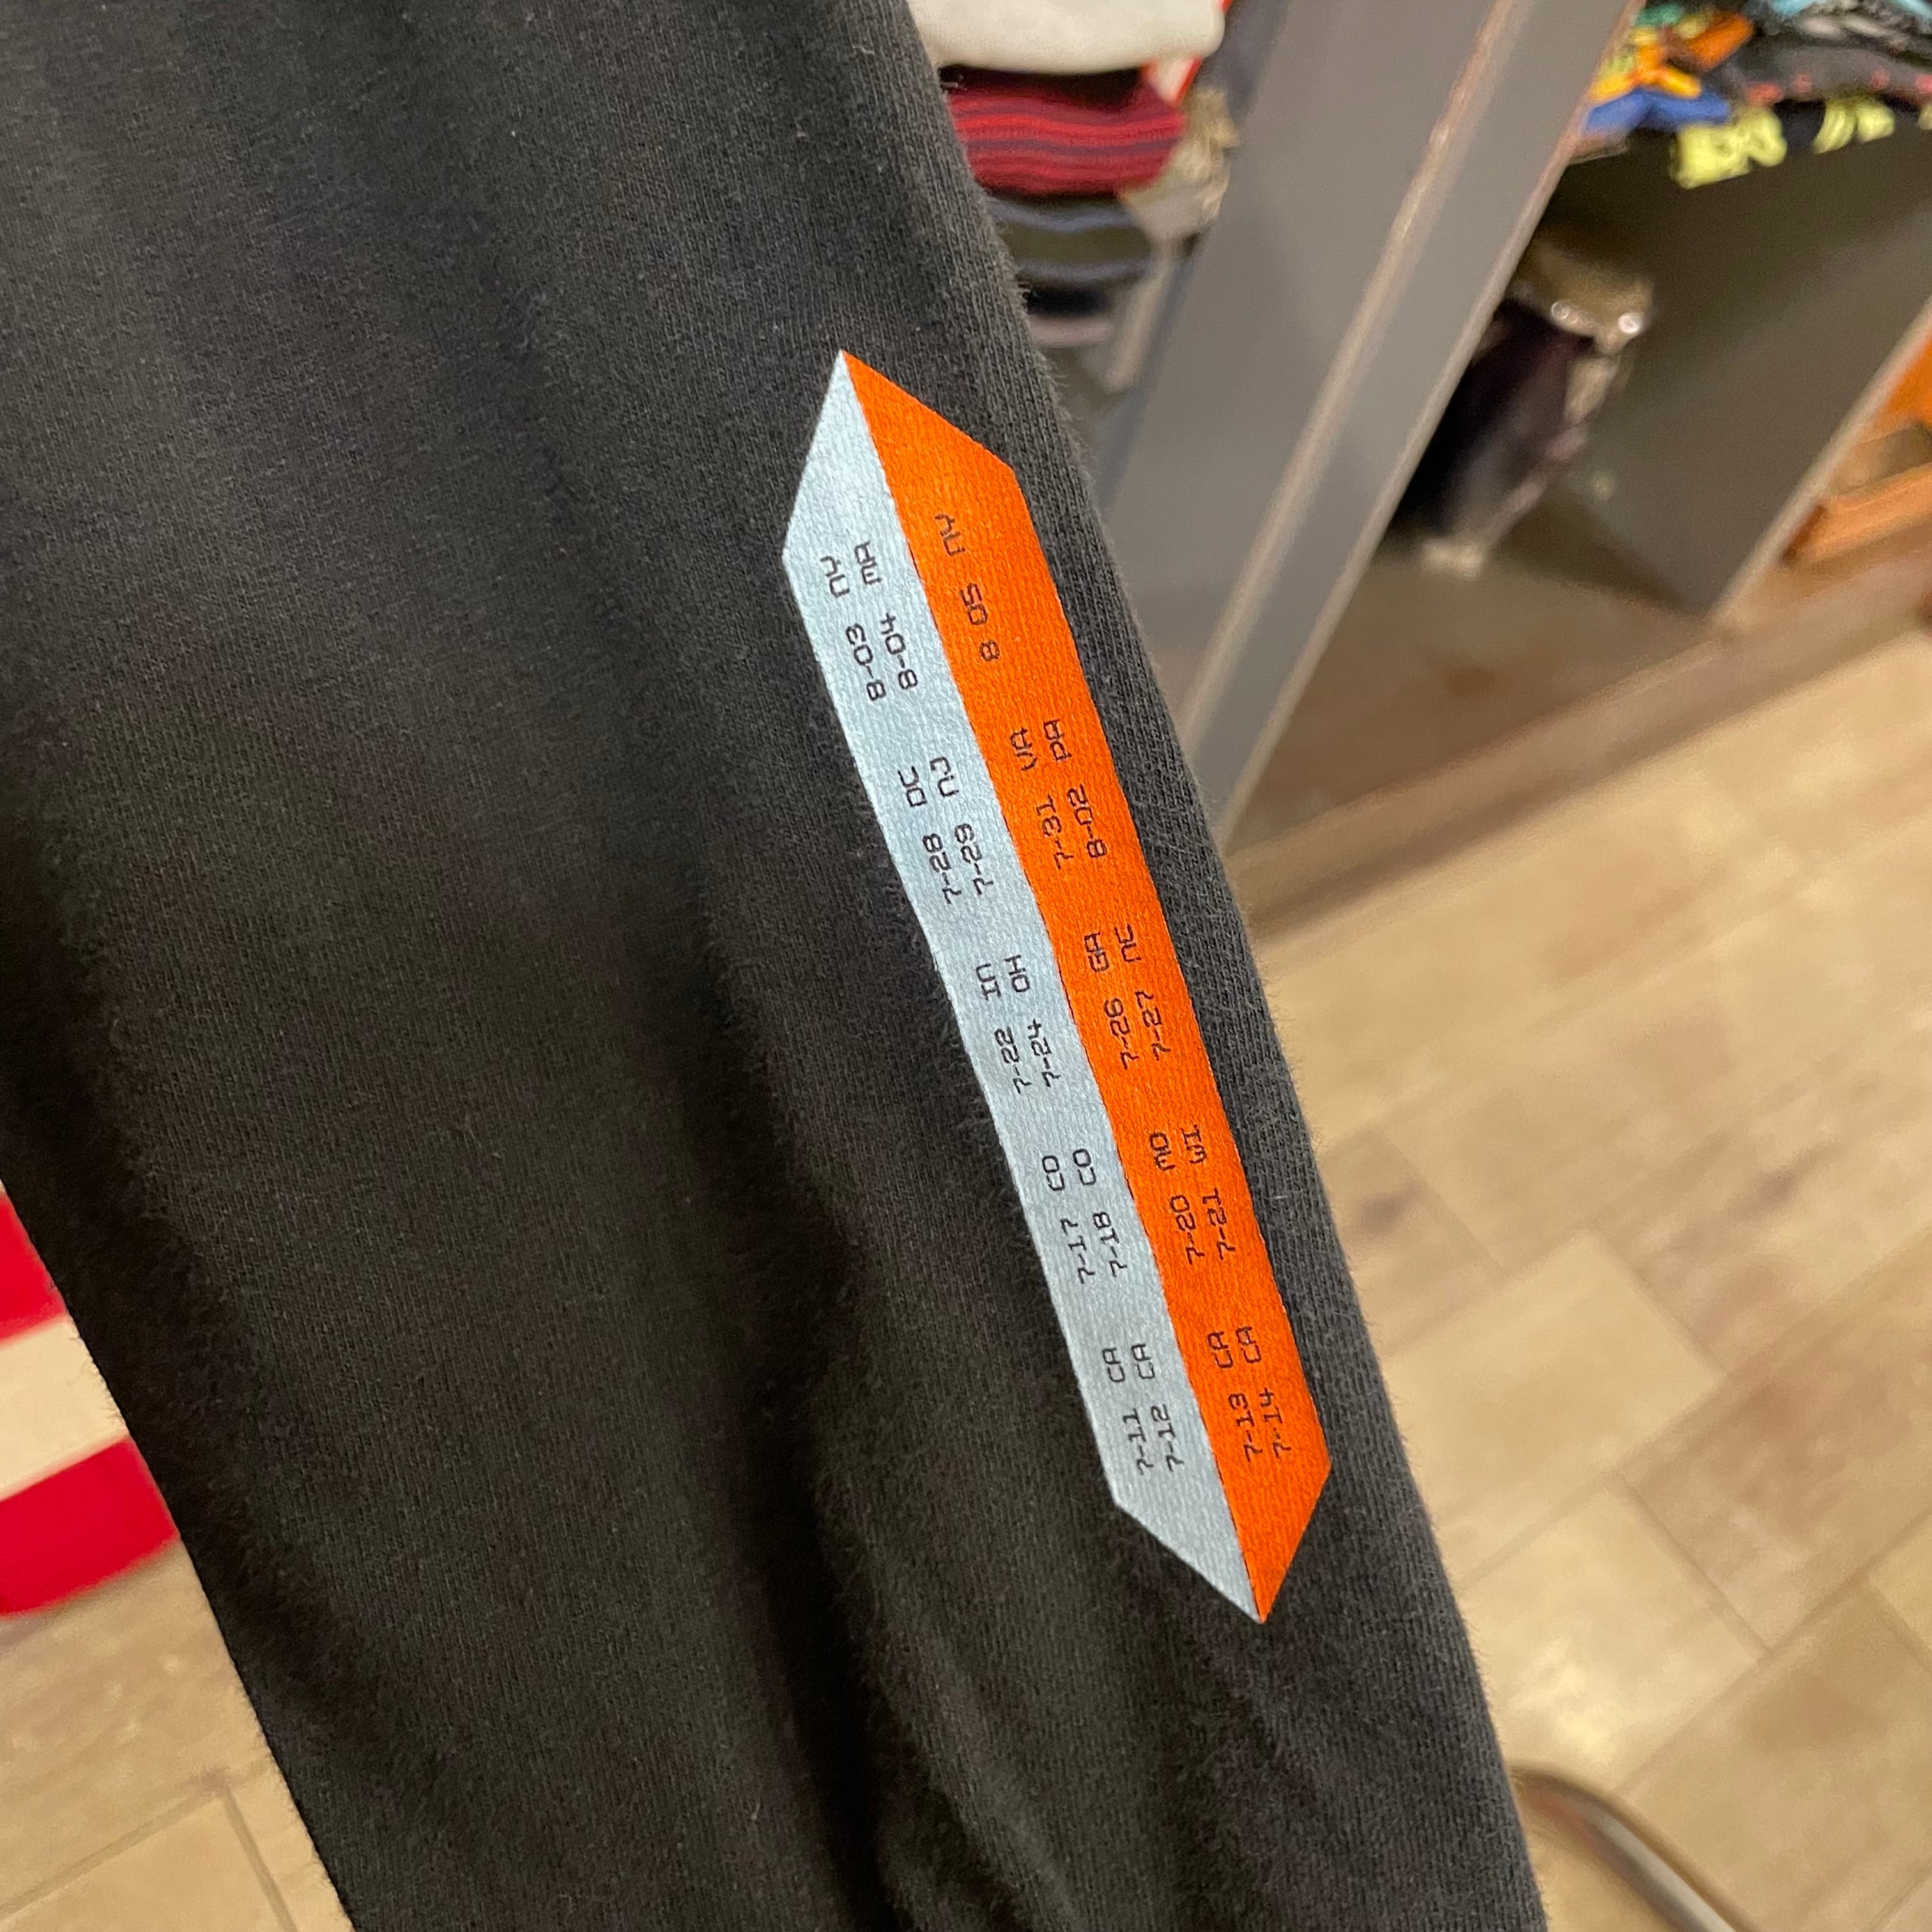 7-11 CA
7-12 CA
7-13 CA
7-14 CA
7-17 CO
7-18 CO
7-20 MO
7-21 WI
7-22 IN
7-24 OH
7-26 GA
7-27 NC
7-28 DC
7-29 NJ
7-31 VA
8-02 PA
8-03 NY
8-04 MA
8 05 NY